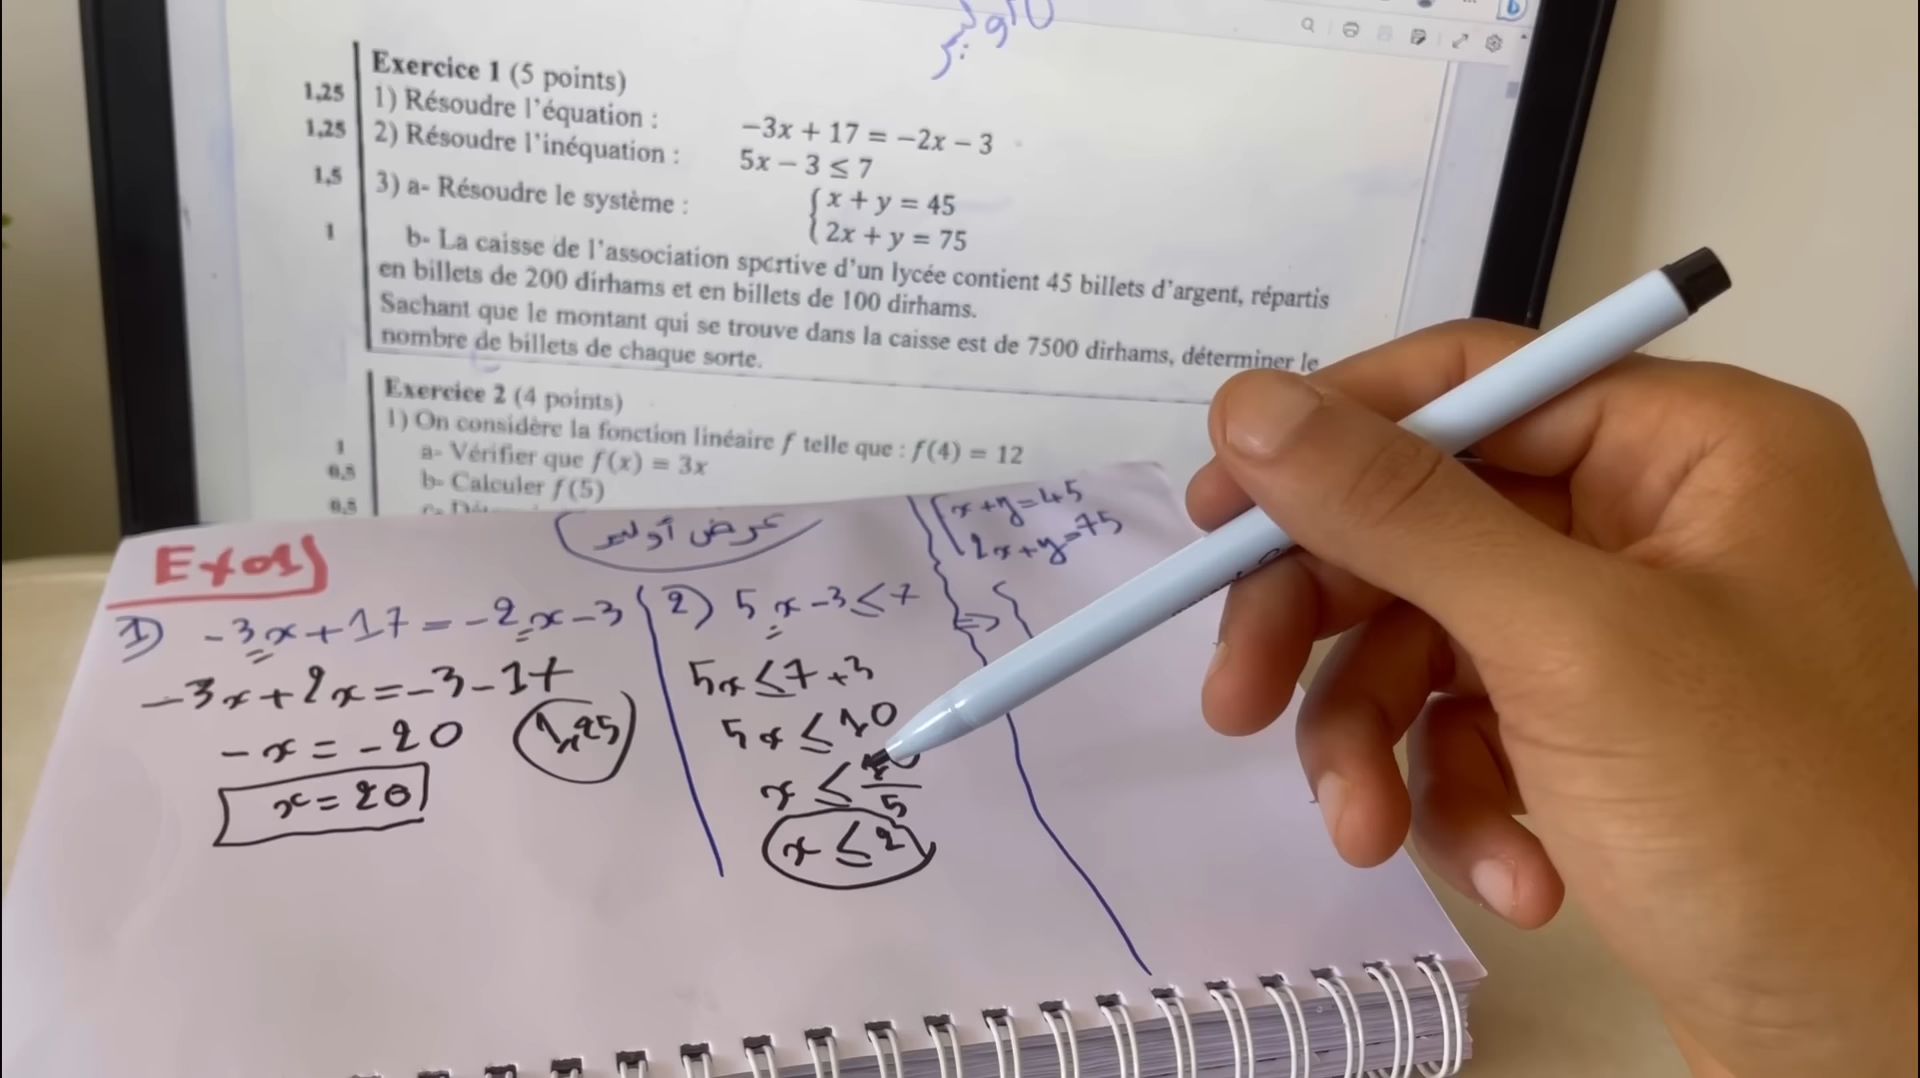 Exercice 1 (5 points)
1,25 1) Résoudre l'équation : -3x + 17 = -2x - 3
1,25 2) Résoudre l'inéquation : 5x - 3 ≤ 7
1,5 3) a- Résoudre le système : { x + y = 45
2x + y = 75
1 b- La caisse de l'association sportive d'un lycée contient 45 billets d'argent, répartis
en billets de 200 dirhams et en billets de 100 dirhams.
Sachant que le montant qui se trouve dans la caisse est de 7500 dirhams, déterminer le
nombre de billets de chaque sorte.
Exercice 2 (4 points)
1) On considère la fonction linéaire f telle que : f(4) = 12
1 a- Vérifier que f(x) = 3x
0,5 b- Calculer f(5)
0,5
Exo1
1) -3x+17=-2x-3
-3x+2x=-3-17
-x=-20
x=20
1,25
2) 5x-3≤7
5x≤7+3
5x≤10
x≤10/5
x≤2
{ x+y=45
2x+y=75
⇔ {